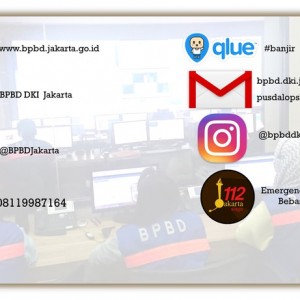 www.bpbd.jakarta.go.id
qlue
#banjir
BPBD DKI Jakarta
bpbd.dki.j
pusdalops
@BPBDJakarta
@bpbddk
08119987164
112
Jakarta
Emergenc
Beba
BPBD